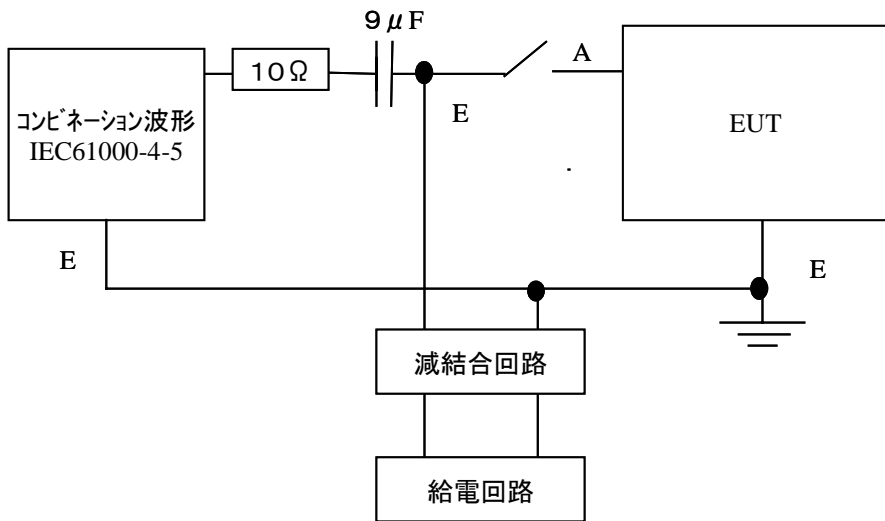 9μF
10Ω
A
コンビネーション波形
IEC61000-4-5
E
EUT
E
E
減結合回路
給電回路